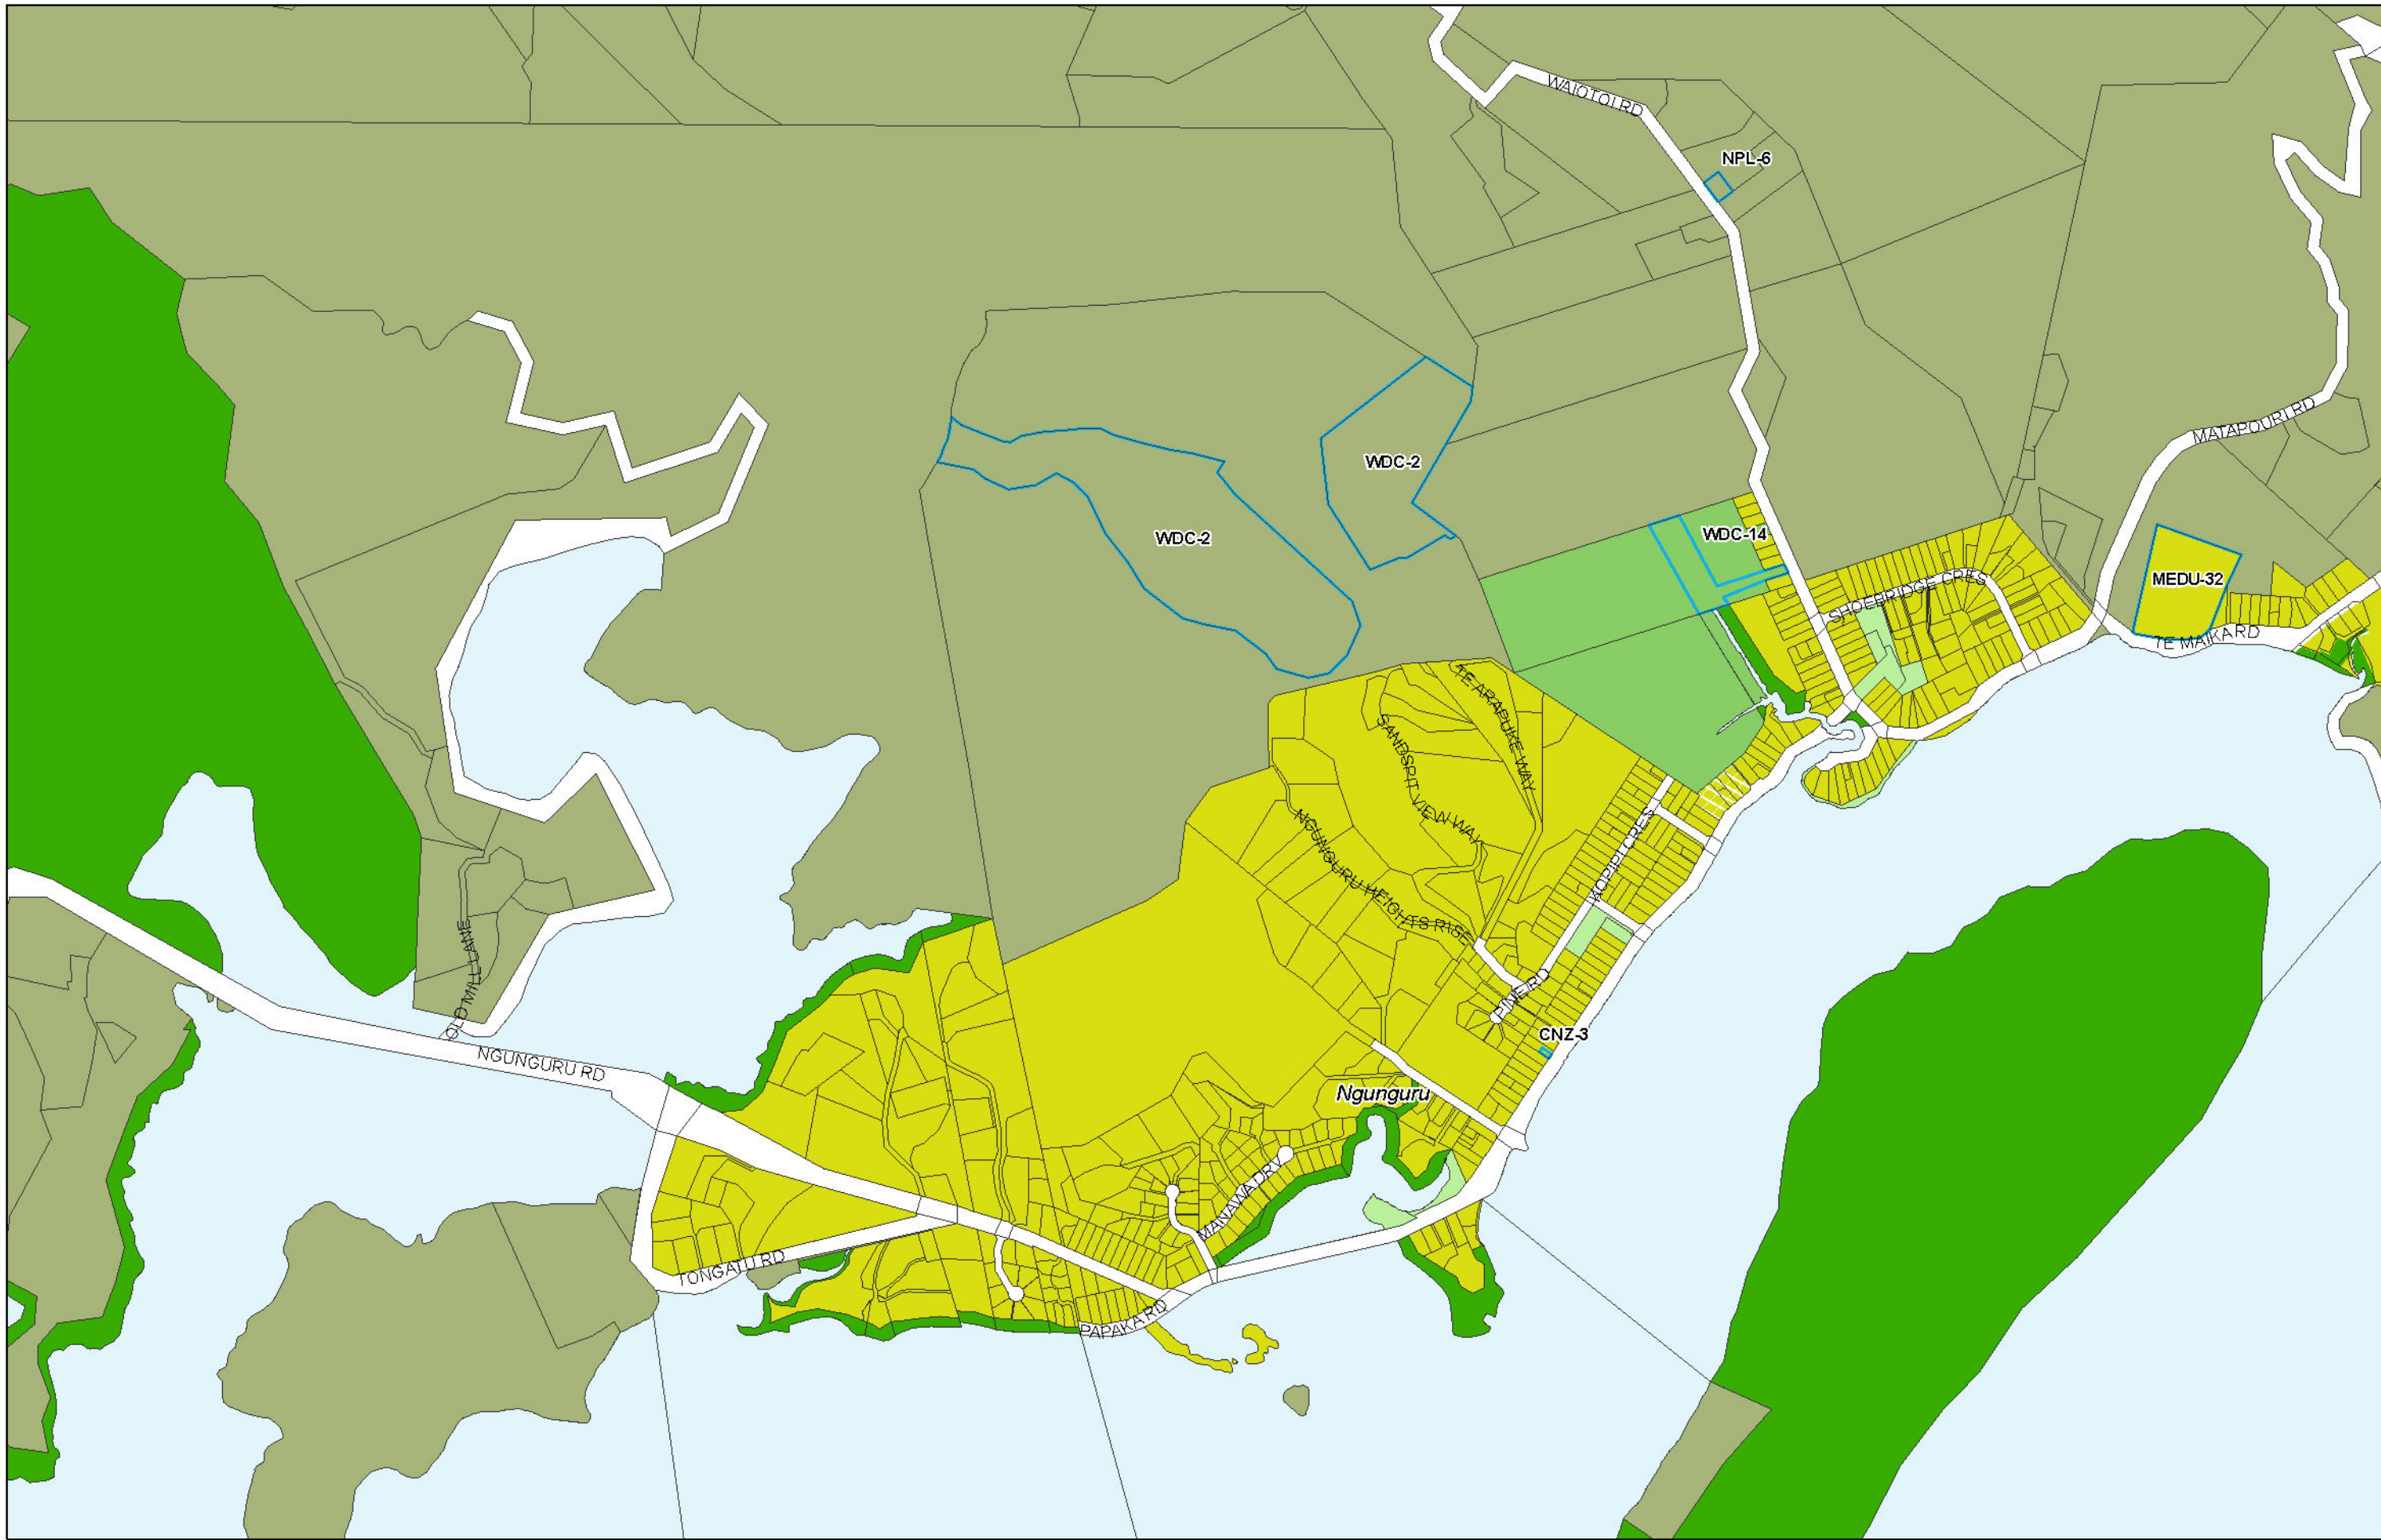 WAIOTOI RD
NPL-6
MATAPOURI RD
WDC-2
WDC-2
WDC-14
MEDU-32
SHOEBRIDGE CRES
TE MAIKA RD
TE ARAPUKE WAY
SANDSPIT VIEW WAY
NGUNGURU HEIGHTS RISE
KOPIPI CRES
OLD MILL LANE
PINE RD
CNZ-3
NGUNGURU RD
Ngunguru
MANAWA DRV
TONGATU RD
PAPAKA RD